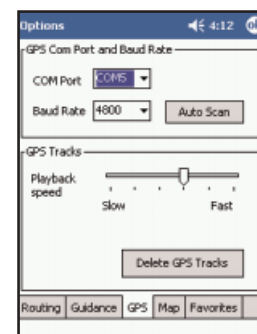 Options 4:12 ok
GPS Com Port and Baud Rate
COM Port COM5
Baud Rate 4800 Auto Scan
GPS Tracks
Playback speed
Slow Fast
Delete GPS Tracks
Routing Guidance GPS Map Favorites